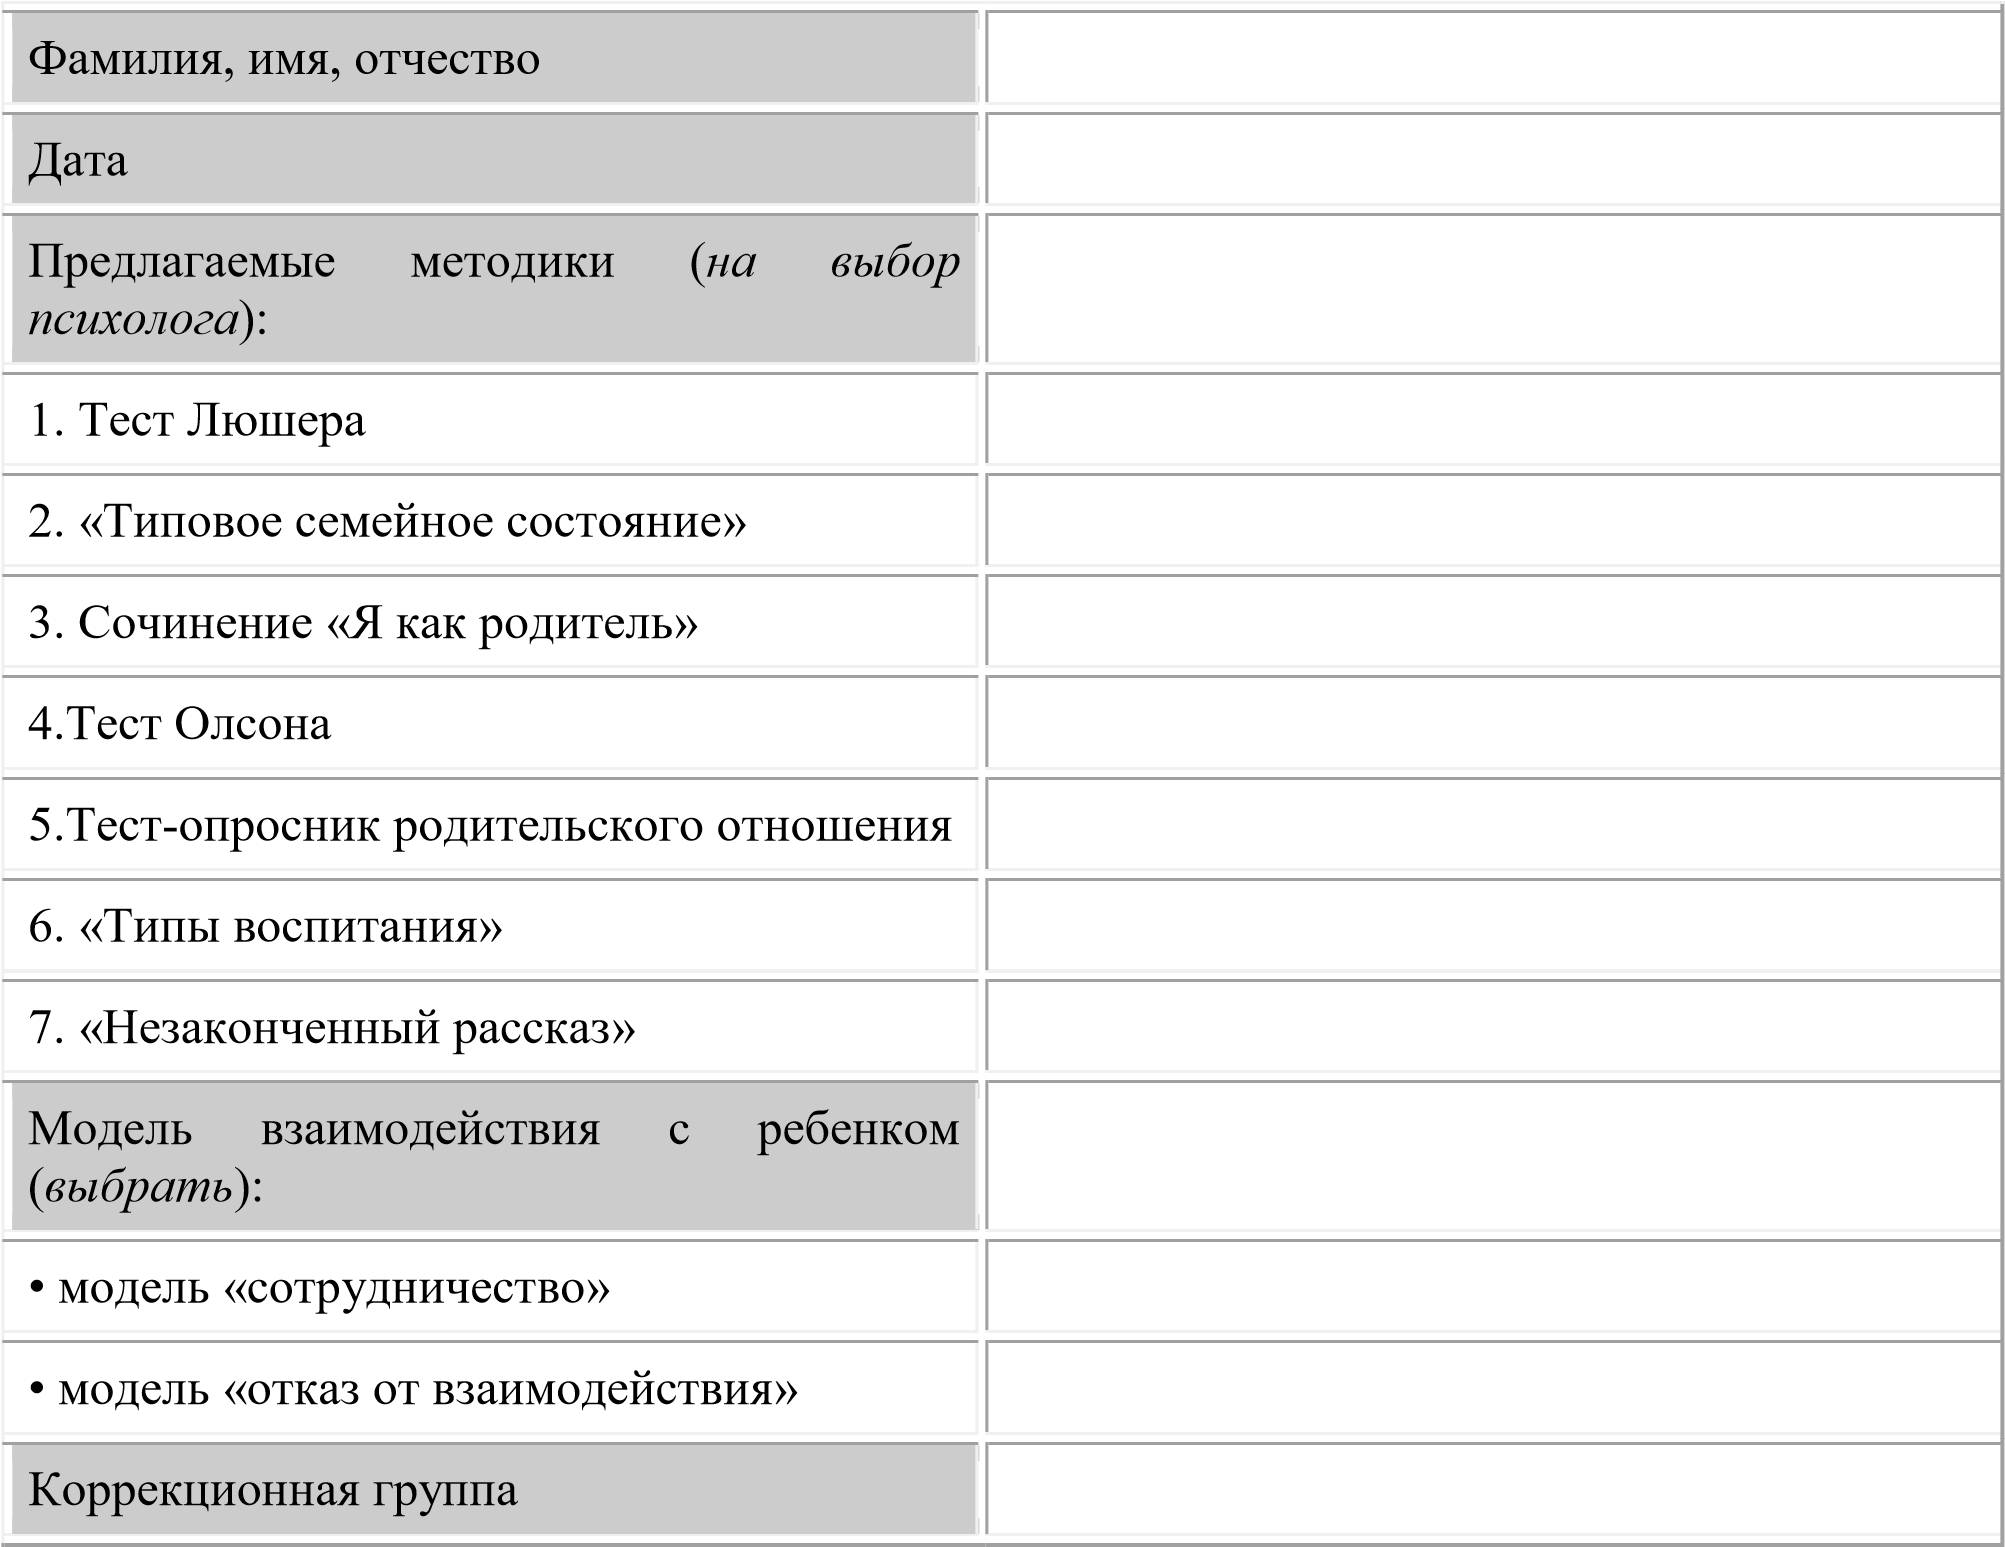 Фамилия, имя, отчество
Дата
Предлагаемые методики (на выбор
психолога):
1. Тест Люшера
2. «Типовое семейное состояние»
3. Сочинение «Я как родитель»
4.Тест Олсона
5.Тест-опросник родительского отношения
6. «Типы воспитания»
7. «Незаконченный рассказ»
Модель взаимодействия с ребенком
(выбрать):
• модель «сотрудничество»
• модель «отказ от взаимодействия»
Коррекционная группа